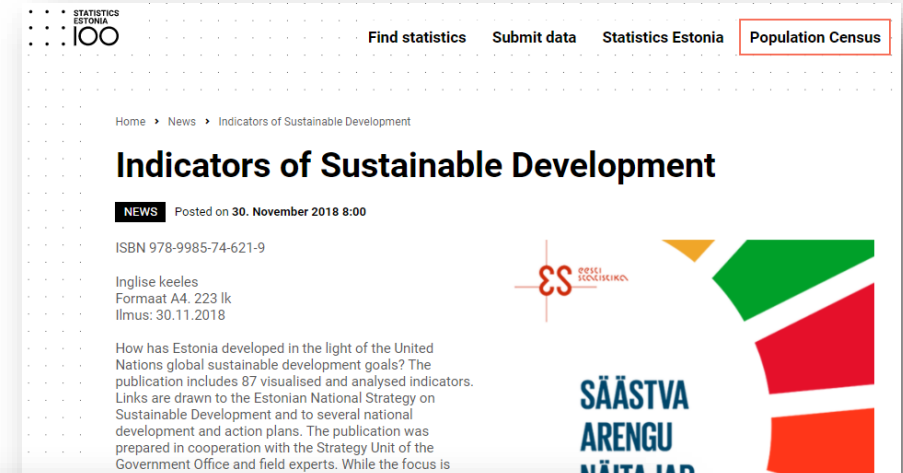 STATISTICS
ESTONIA
100
Find statistics Submit data Statistics Estonia Population Census
Home > News > Indicators of Sustainable Development
Indicators of Sustainable Development
NEWS Posted on 30. November 2018 8:00
ISBN 978-9985-74-621-9
Inglise keeles
Formaat A4. 223 lk
Ilmus: 30.11.2018
How has Estonia developed in the light of the United
Nations global sustainable development goals? The
publication includes 87 visualised and analysed indicators.
Links are drawn to the Estonian National Strategy on
Sustainable Development and to several national
development and action plans. The publication was
prepared in cooperation with the Strategy Unit of the
Government Office and field experts. While the focus is
ES EESTI
STATISTIKA
SÄÄSTVA
ARENGU
NÄITAJAD